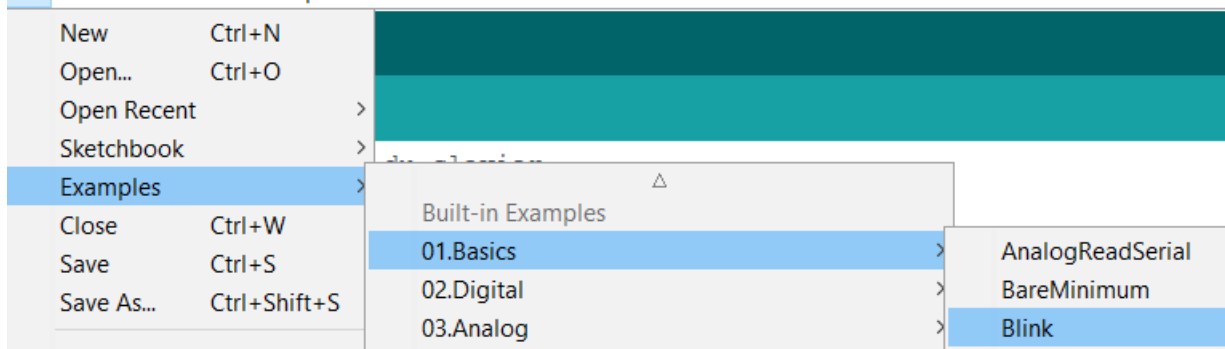 New Ctrl+N
Open... Ctrl+O
Open Recent
Sketchbook
Examples
Close Ctrl+W
Save Ctrl+S
Save As... Ctrl+Shift+S
Built-in Examples
01.Basics
02.Digital
03.Analog
AnalogReadSerial
BareMinimum
Blink